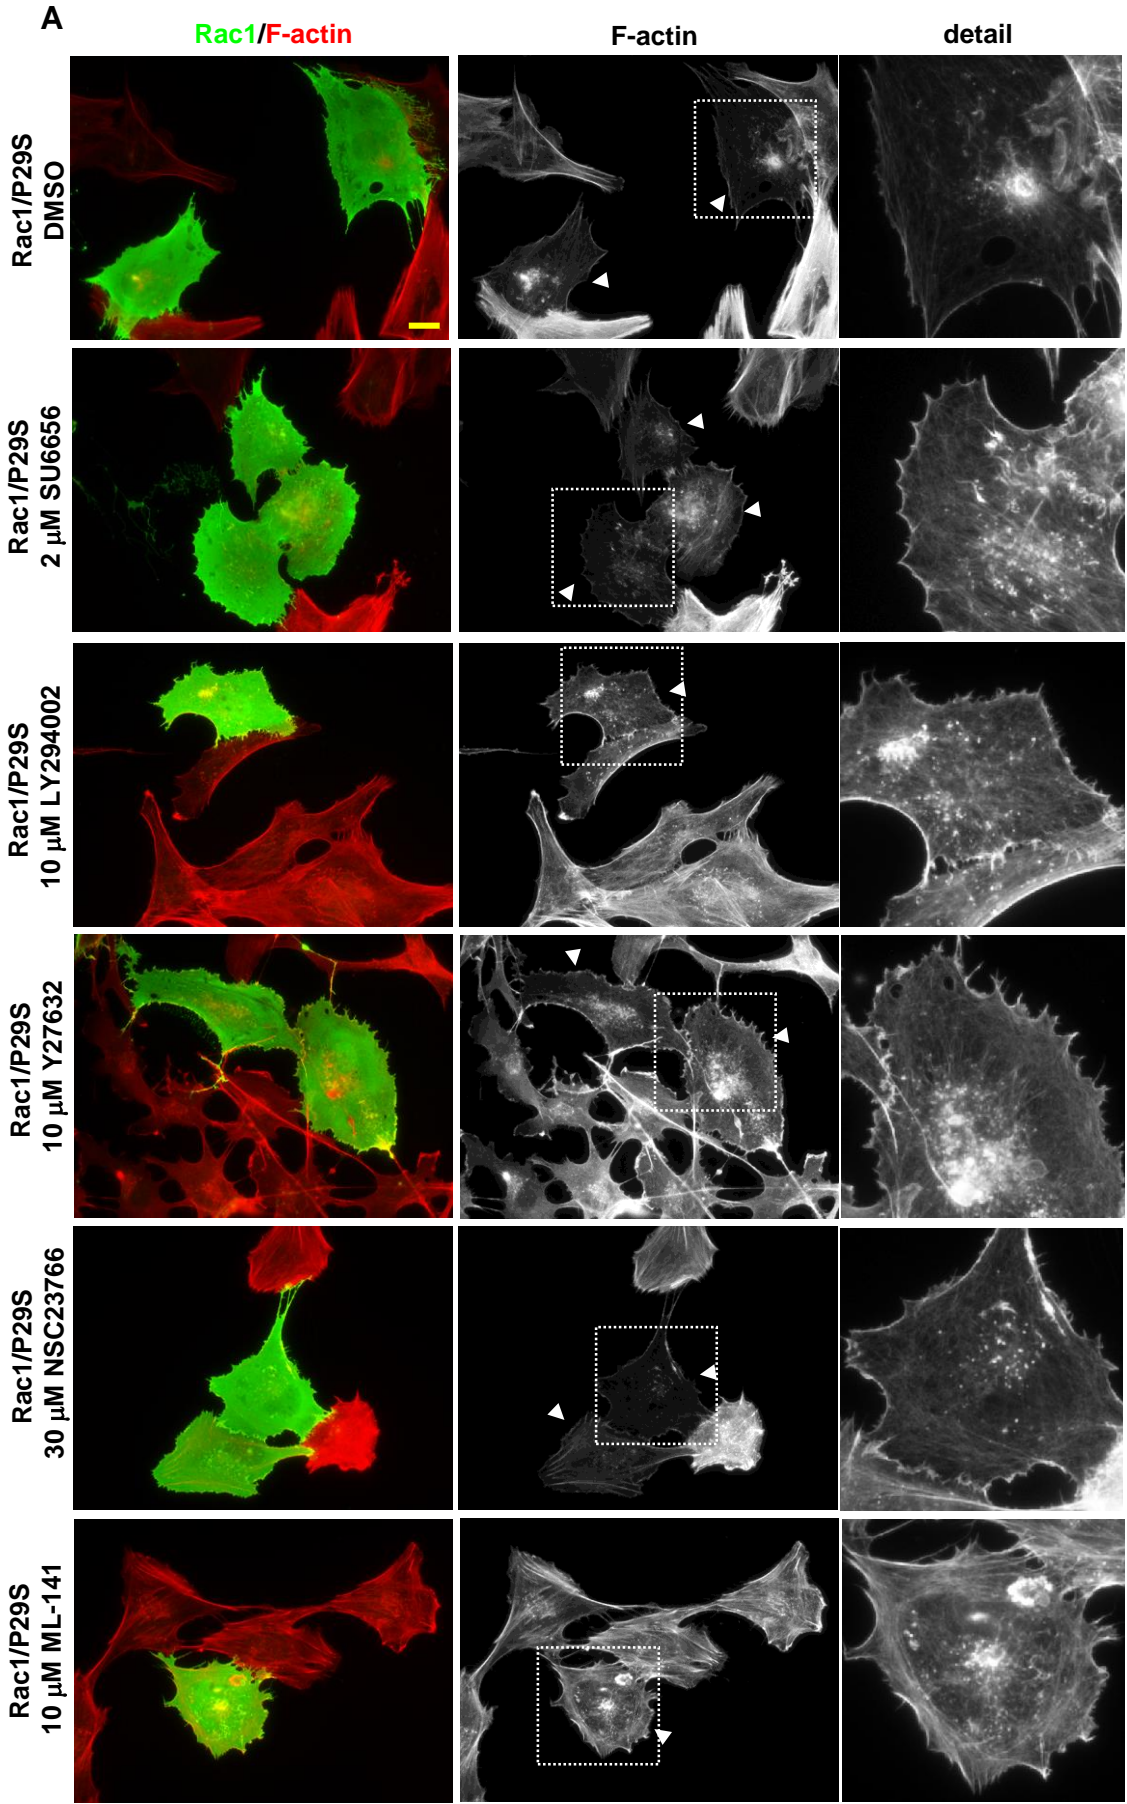 A
Rac1/F-actin
F-actin
detail
Rac1/P29S
DMSO
Rac1/P29S
2 μM SU6656
Rac1/P29S
10 μM LY294002
Rac1/P29S
10 μM Y27632
Rac1/P29S
30 μM NSC23766
Rac1/P29S
10 μM ML-141